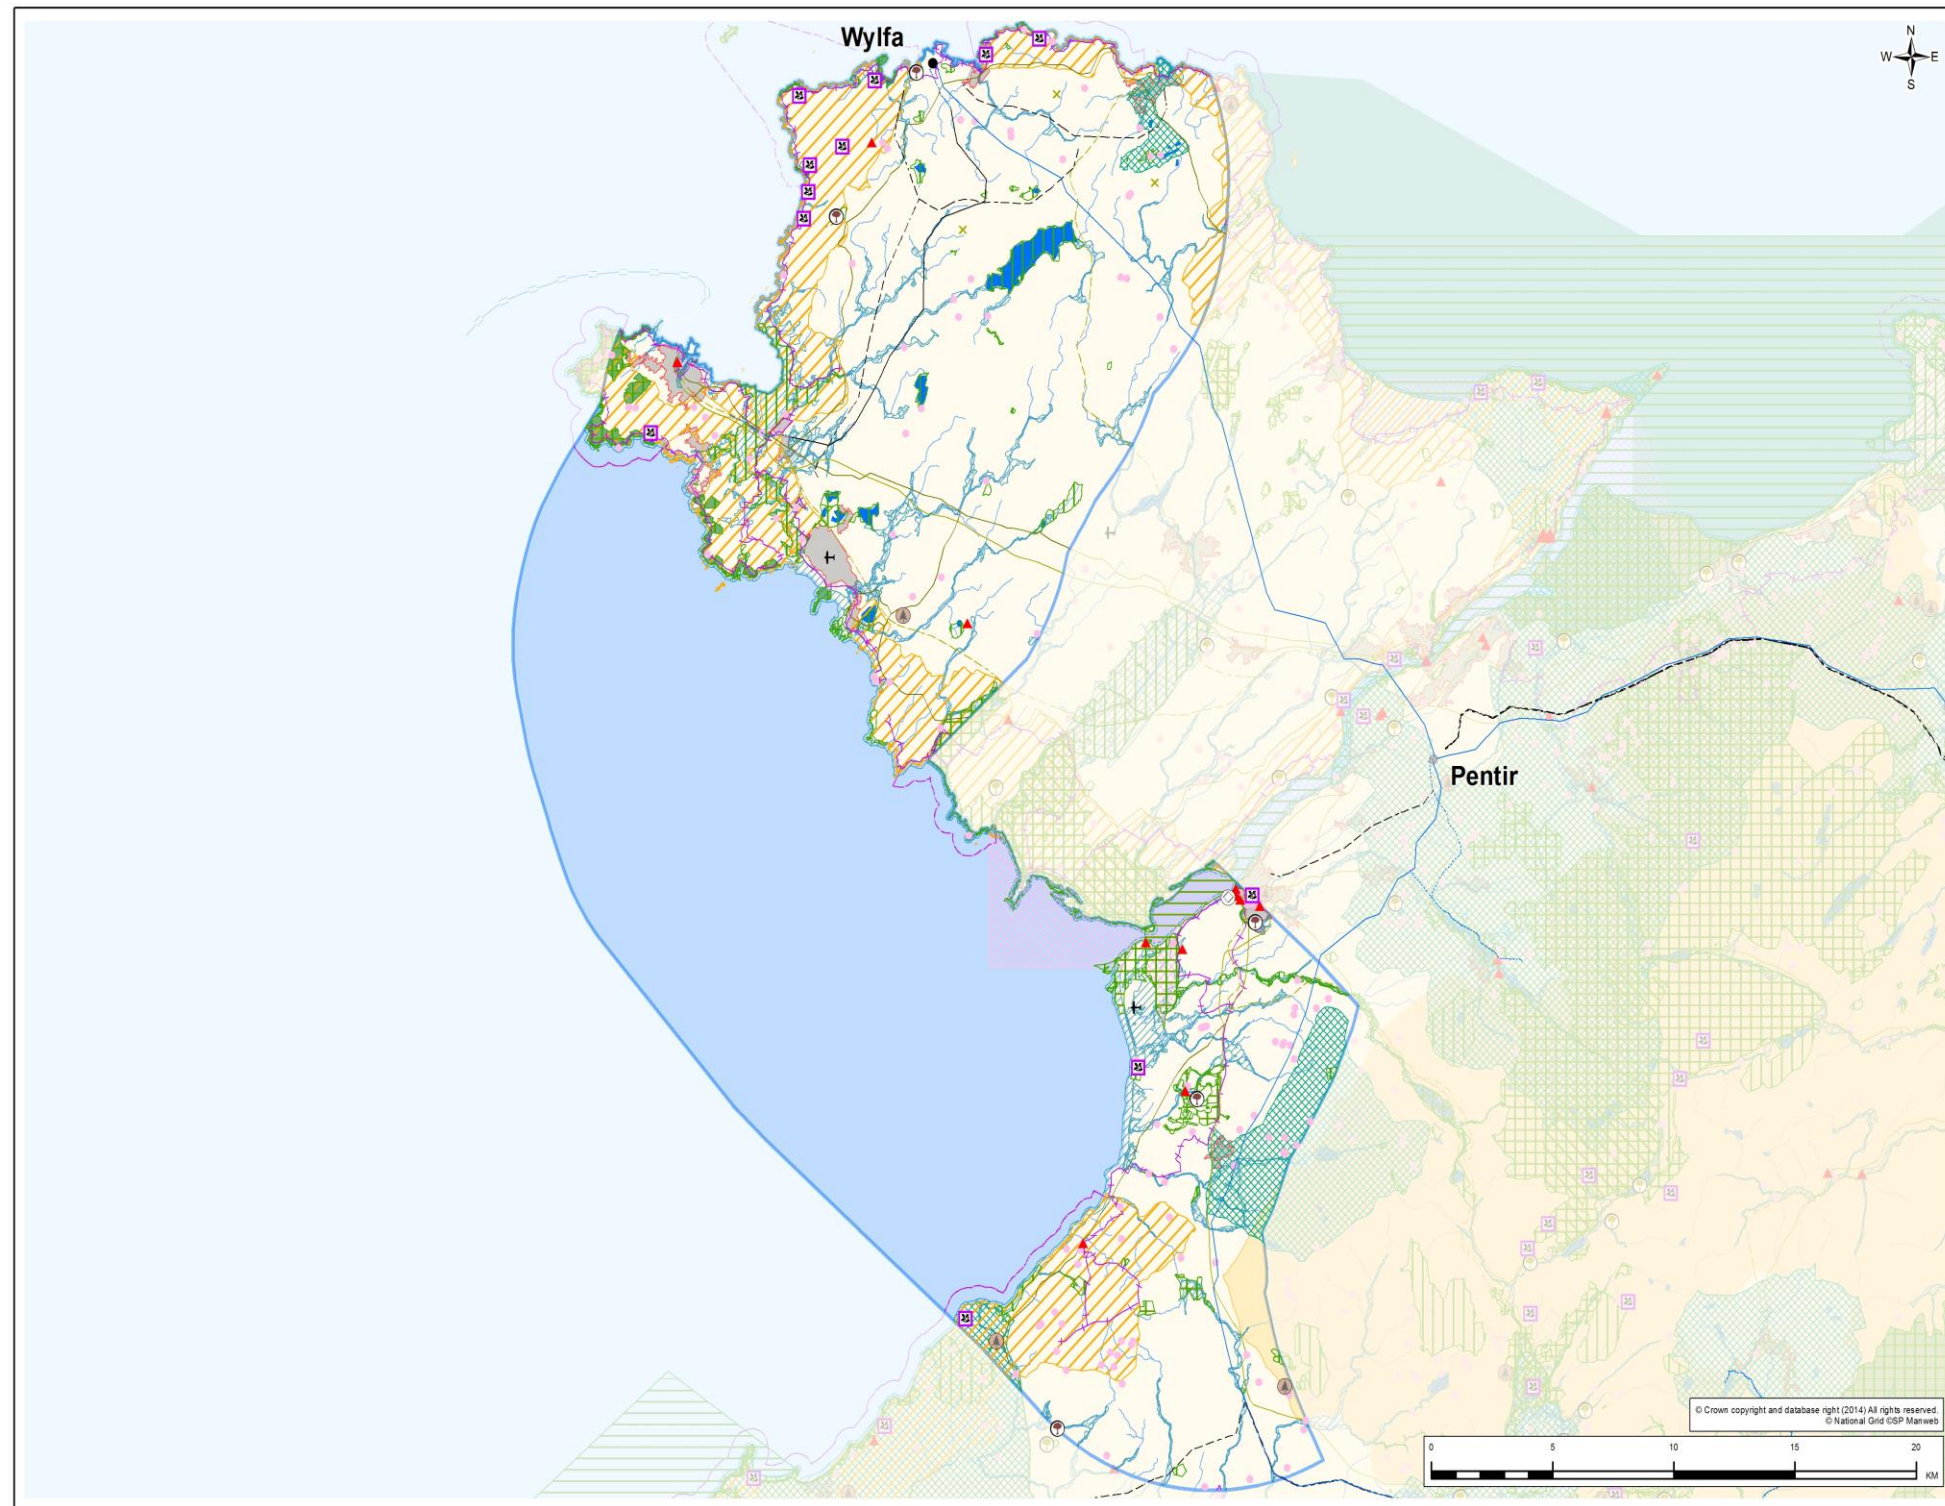 Wylfa
N
W E
S
Pentir
© Crown copyright and database right (2014) All rights reserved.
© National Grid ©SP Manweb
0 5 10 15 20
KM